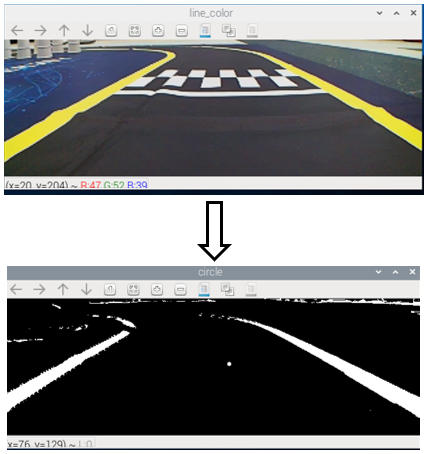 line_color
(x=20, y=204) ~ R:47 G:52 B:39
circle
(x=76, y=129) ~ L:0